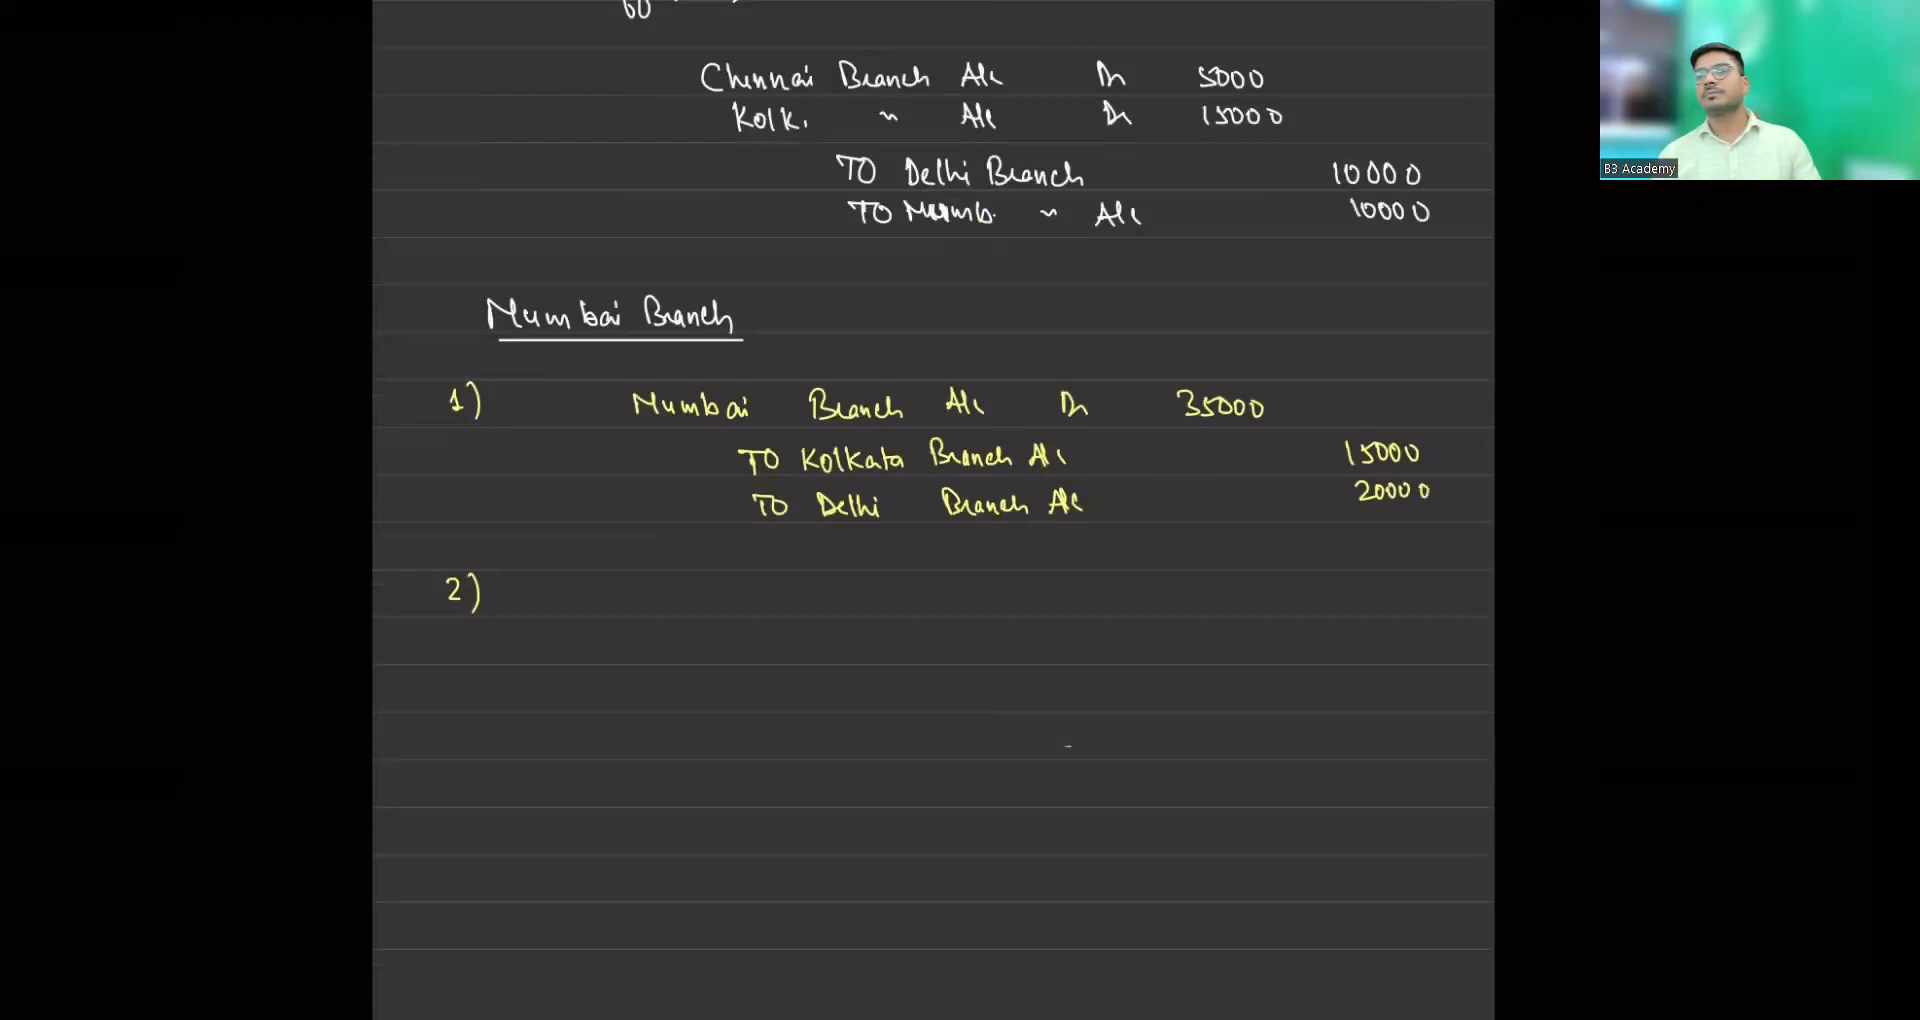 60
Chennai Branch A/c Dr 5000
Kolk. " A/c Dr 15000
TO Delhi Branch 10000
TO Mumb. " A/c 10000
Mumbai Branch
1) Mumbai Branch A/c Dr 35000
TO Kolkata Branch A/c 15000
TO Delhi Branch A/c 20000
2)
B3 Academy